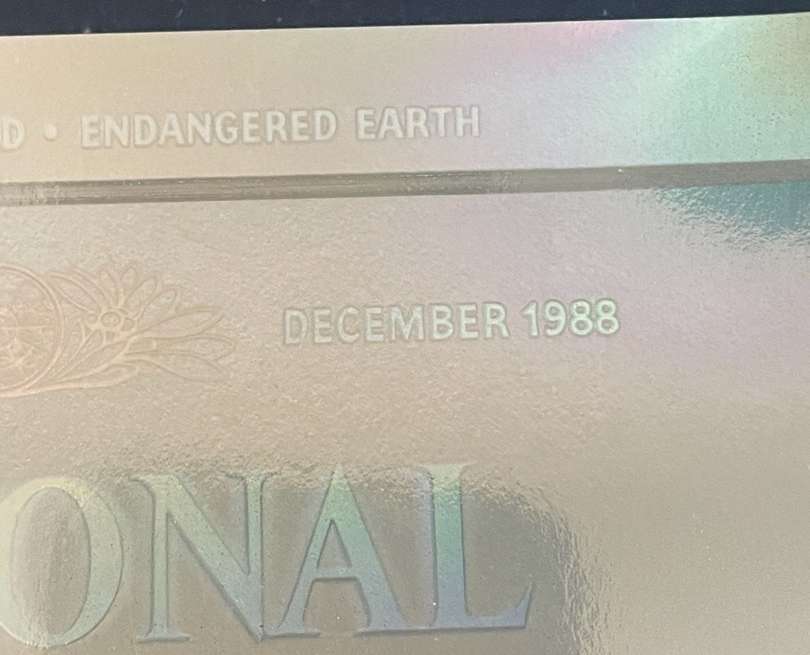 D • ENDANGERED EARTH
DECEMBER 1988
ONAL